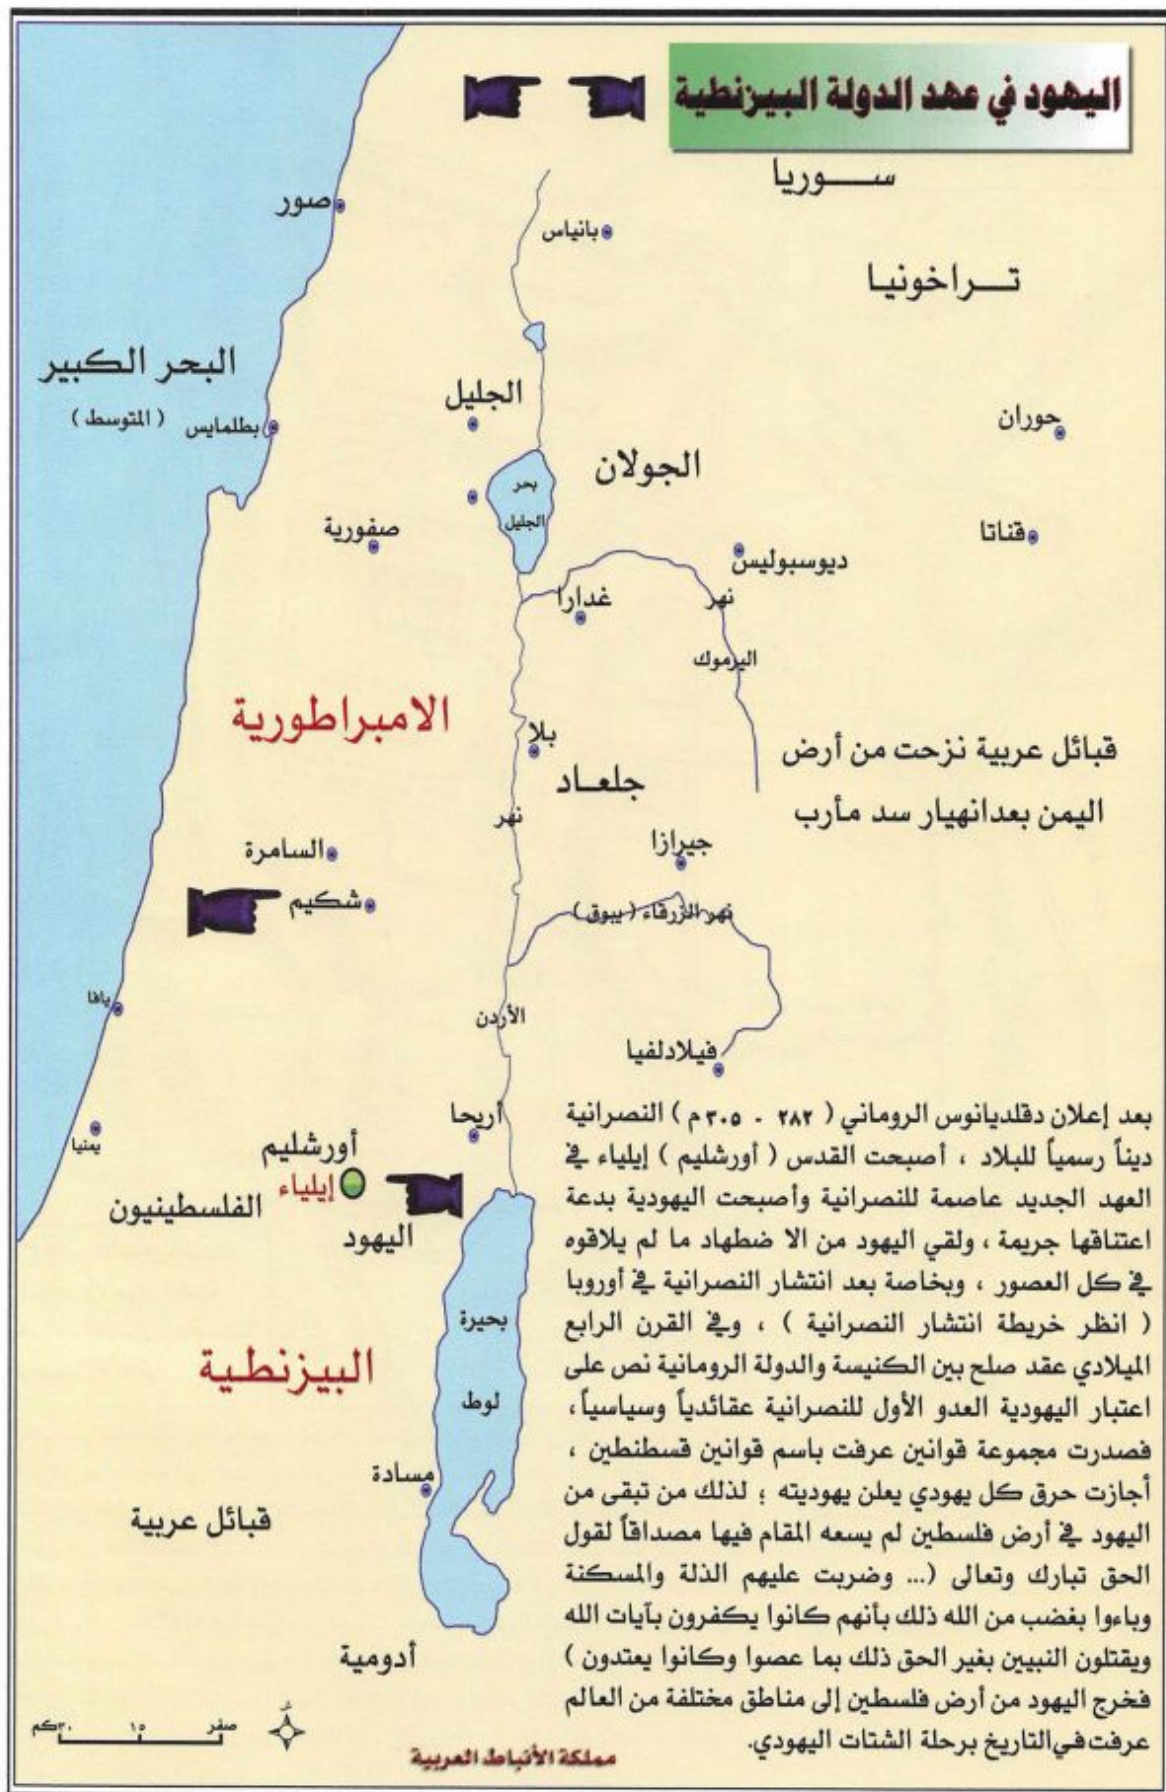 اليهود في عهد الدولة البيزنطية
ســـوريا
صور
بانياس
تـــراخونيـا
البحر الكبير
( المتوسط )
بطلمايس
الجليل
حوران
الجولان
بحر
الجليل
صفورية
ديوسبوليس
قناتا
غدارا
نهر
اليرموك
الامبراطورية
بلا
قبائل عربية نزحت من أرض
اليمن بعدانهيار سد مأرب
جلعـاد
نهر
السامرة
جيرازا
شكيم
نهر الزرقاء ( يبوق )
يافا
الأردن
فيلادلفيا
أريحا
يمنيا
أورشليم
إيلياء
الفلسطينيون
اليهود
بحيرة
البيزنطية
لوط
مسادة
قبائل عربية
أدومية
بعد إعلان دقلديانوس الروماني ( ٢٨٢ - ٣٠٥ م ) النصرانية
ديناً رسمياً للبلاد ، أصبحت القدس ( أورشليم ) إيلياء في
العهد الجديد عاصمة للنصرانية وأصبحت اليهودية بدعة
اعتناقها جريمة ، ولقي اليهود من الا ضطهاد ما لم يلاقوه
في كل العصور ، وبخاصة بعد انتشار النصرانية في أوروبا
( انظر خريطة انتشار النصرانية ) ، وفي القرن الرابع
الميلادي عقد صلح بين الكنيسة والدولة الرومانية نص على
اعتبار اليهودية العدو الأول للنصرانية عقائدياً وسياسياً،
فصدرت مجموعة قوانين عرفت باسم قوانين قسطنطين ،
أجازت حرق كل يهودي يعلن يهوديته ؛ لذلك من تبقى من
اليهود في أرض فلسطين لم يسعه المقام فيها مصداقاً لقول
الحق تبارك وتعالى (... وضربت عليهم الذلة والمسكنة
وباءوا بغضب من الله ذلك بأنهم كانوا يكفرون بآيات الله
ويقتلون النبيين بغير الحق ذلك بما عصوا وكانوا يعتدون )
فخرج اليهود من أرض فلسطين إلى مناطق مختلفة من العالم
عرفت في التاريخ برحلة الشتات اليهودي.
صفر ١٥ ٣٠كم
ش
مملكة الأنباط العربية